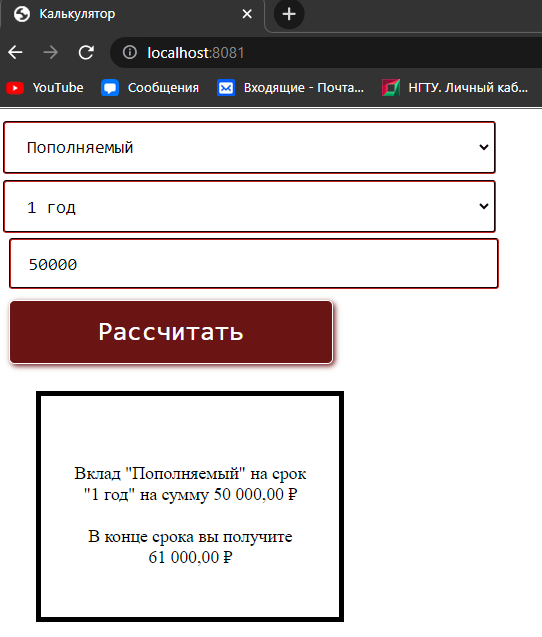 Калькулятор
localhost:8081
YouTube Сообщения Входящие - Почта... НГТУ. Личный каб...
Пополняемый
1 год
50000
Рассчитать
Вклад "Пополняемый" на срок
"1 год" на сумму 50 000,00 ₽
В конце срока вы получите
61 000,00 ₽